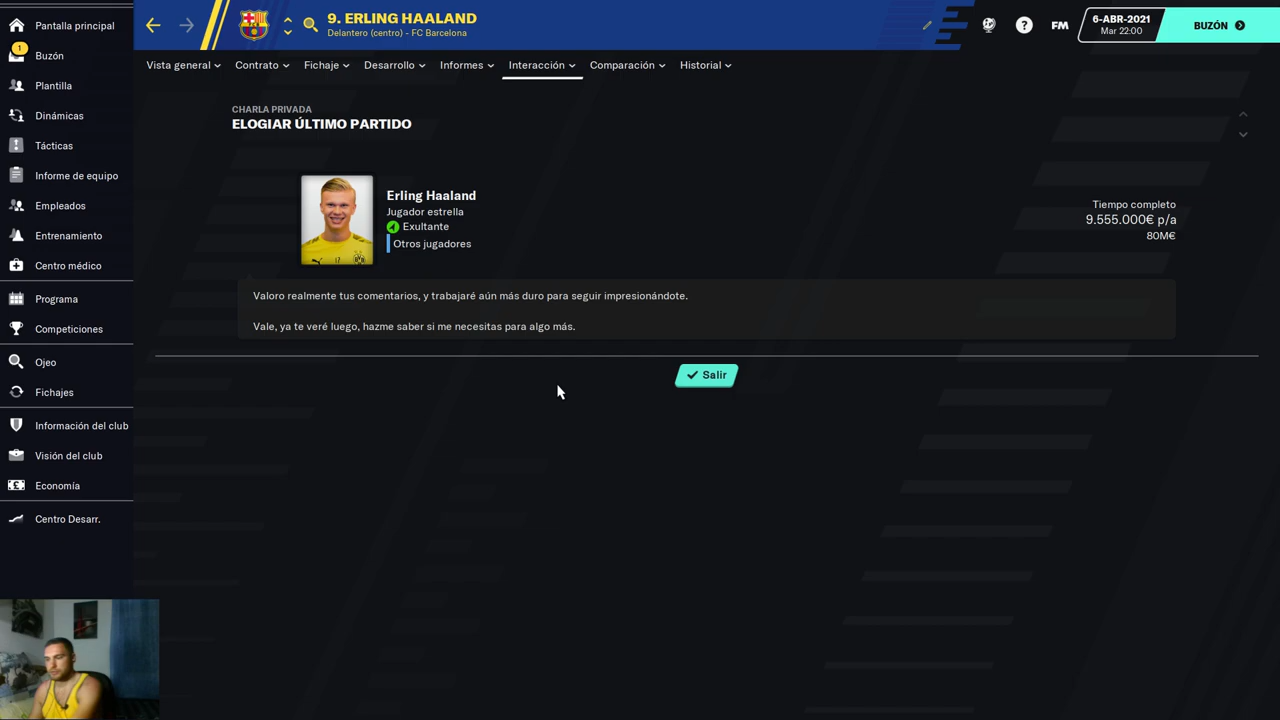 9. ERLING HAALAND
Delantero (centro) - FC Barcelona
FM
6-ABR-2021
Mar 22:00
BUZÓN
Pantalla principal
1
Buzón
Plantilla
Dinámicas
Tácticas
Informe de equipo
Empleados
Entrenamiento
Centro médico
Programa
Competiciones
Ojeo
Fichajes
Información del club
Visión del club
Economía
Centro Desarr.
Vista general
Contrato
Fichaje
Desarrollo
Informes
Interacción
Comparación
Historial
CHARLA PRIVADA
ELOGIAR ÚLTIMO PARTIDO
Erling Haaland
Jugador estrella
Exultante
Otros jugadores
Tiempo completo
9.555.000€ p/a
80M€
Valoro realmente tus comentarios, y trabajaré aún más duro para seguir impresionándote.
Vale, ya te veré luego, hazme saber si me necesitas para algo más.
Salir